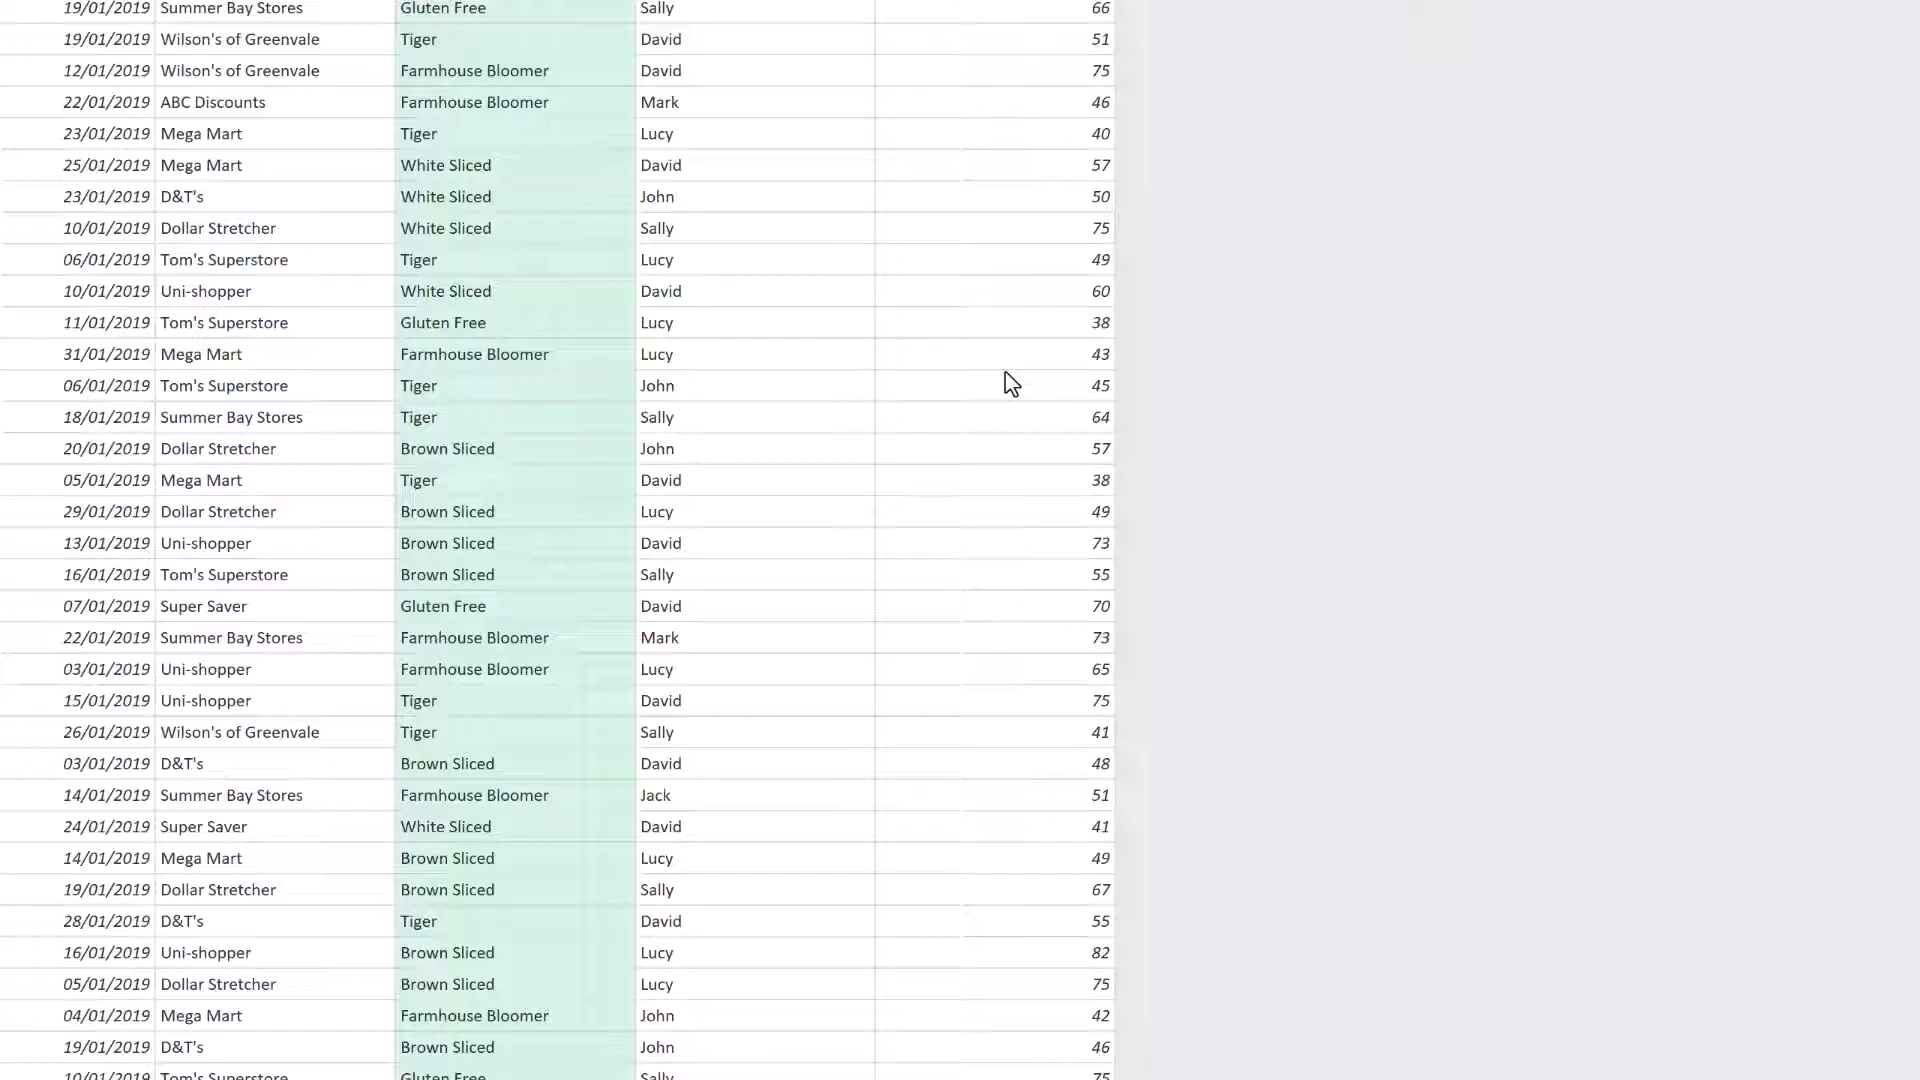 19/01/2019 Summer Bay Stores Gluten Free Sally 66
19/01/2019 Wilson's of Greenvale Tiger David 51
12/01/2019 Wilson's of Greenvale Farmhouse Bloomer David 75
22/01/2019 ABC Discounts Farmhouse Bloomer Mark 46
23/01/2019 Mega Mart Tiger Lucy 40
25/01/2019 Mega Mart White Sliced David 57
23/01/2019 D&T's White Sliced John 50
10/01/2019 Dollar Stretcher White Sliced Sally 75
06/01/2019 Tom's Superstore Tiger Lucy 49
10/01/2019 Uni-shopper White Sliced David 60
11/01/2019 Tom's Superstore Gluten Free Lucy 38
31/01/2019 Mega Mart Farmhouse Bloomer Lucy 43
06/01/2019 Tom's Superstore Tiger John 45
18/01/2019 Summer Bay Stores Tiger Sally 64
20/01/2019 Dollar Stretcher Brown Sliced John 57
05/01/2019 Mega Mart Tiger David 38
29/01/2019 Dollar Stretcher Brown Sliced Lucy 49
13/01/2019 Uni-shopper Brown Sliced David 73
16/01/2019 Tom's Superstore Brown Sliced Sally 55
07/01/2019 Super Saver Gluten Free David 70
22/01/2019 Summer Bay Stores Farmhouse Bloomer Mark 73
03/01/2019 Uni-shopper Farmhouse Bloomer Lucy 65
15/01/2019 Uni-shopper Tiger David 75
26/01/2019 Wilson's of Greenvale Tiger Sally 41
03/01/2019 D&T's Brown Sliced David 48
14/01/2019 Summer Bay Stores Farmhouse Bloomer Jack 51
24/01/2019 Super Saver White Sliced David 41
14/01/2019 Mega Mart Brown Sliced Lucy 49
19/01/2019 Dollar Stretcher Brown Sliced Sally 67
28/01/2019 D&T's Tiger David 55
16/01/2019 Uni-shopper Brown Sliced Lucy 82
05/01/2019 Dollar Stretcher Brown Sliced Lucy 75
04/01/2019 Mega Mart Farmhouse Bloomer John 42
19/01/2019 D&T's Brown Sliced John 46
10/01/2019 Tom's Superstore Gluten Free Sally 75